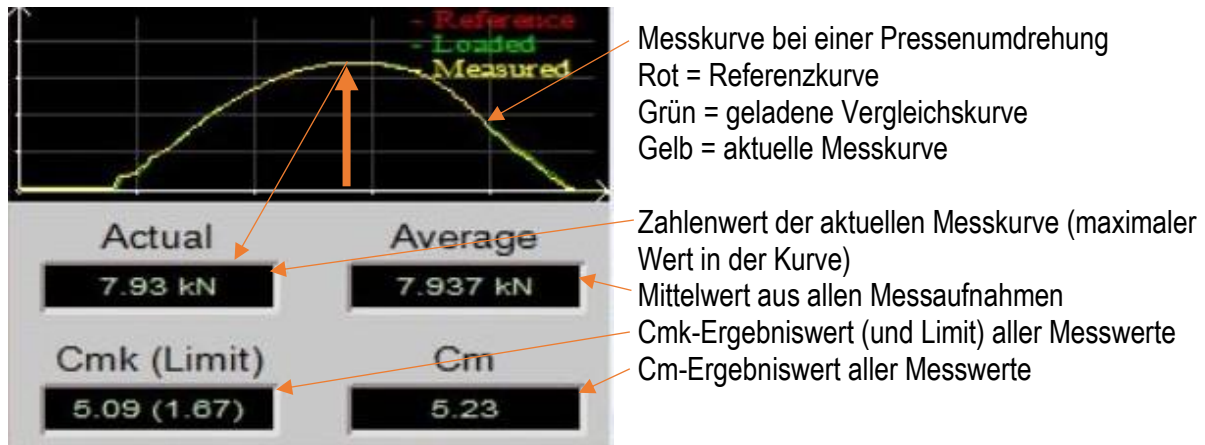 - Reference
- Loaded
- Measured
Messkurve bei einer Pressenumdrehung
Rot = Referenzkurve
Grün = geladene Vergleichskurve
Gelb = aktuelle Messkurve
Actual
Average
7.93 kN
7.937 kN
Zahlenwert der aktuellen Messkurve (maximaler
Wert in der Kurve)
Mittelwert aus allen Messaufnahmen
Cmk (Limit)
Cm
5.09 (1.67)
5.23
Cmk-Ergebniswert (und Limit) aller Messwerte
Cm-Ergebniswert aller Messwerte